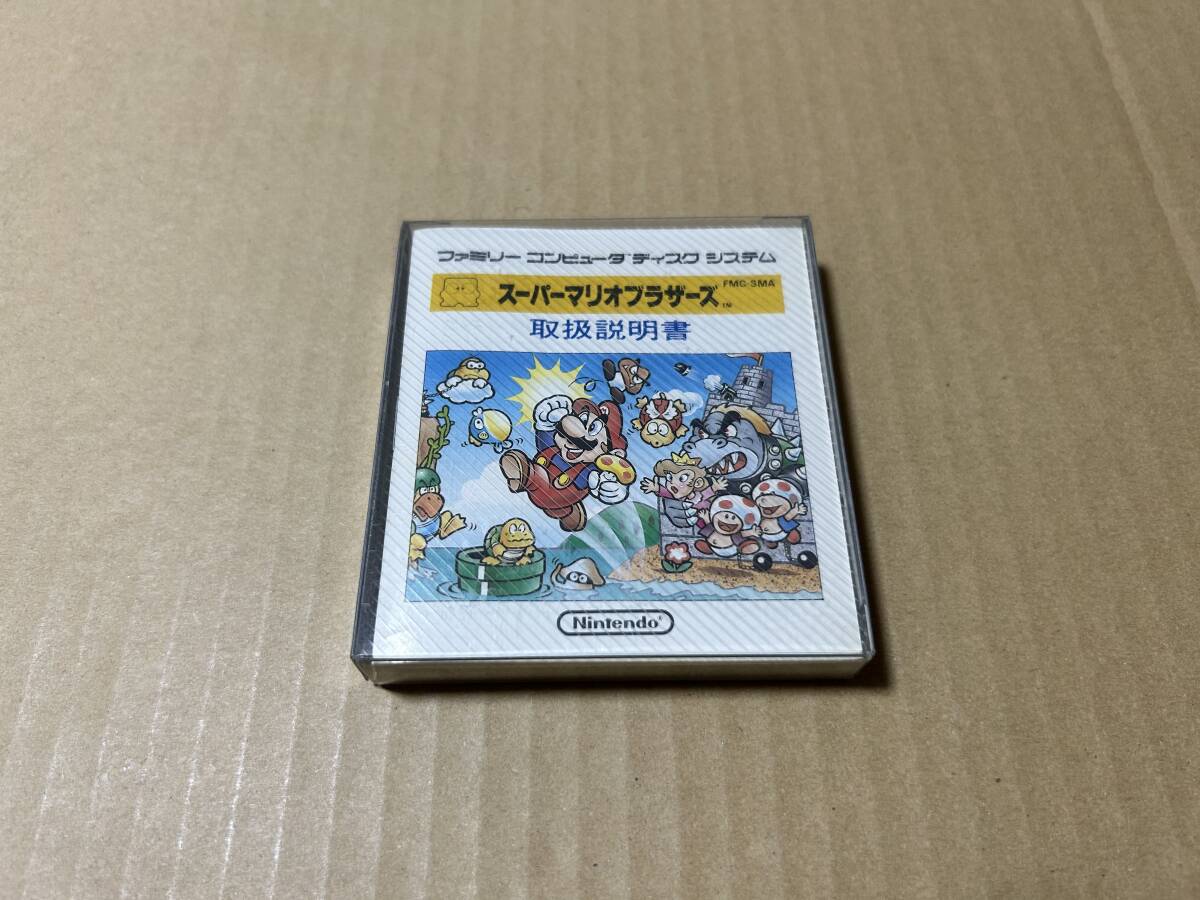 ファミリー コンピュータ ディスク システム
スーパーマリオブラザーズ™ FMC-SMA
取扱説明書
Nintendo®